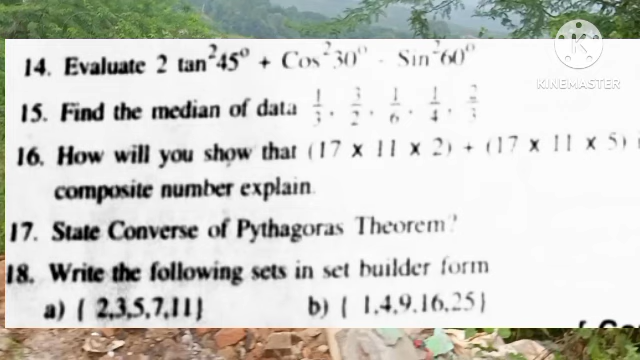 KINEMASTER
14. Evaluate 2 tan²45° + Cos²30° - Sin²60°
15. Find the median of data 1/3, 3/2, 1/6, 1/4, 2/3
16. How will you show that (17 x 11 x 2) + (17 x 11 x 5)
composite number explain.
17. State Converse of Pythagoras Theorem?
18. Write the following sets in set builder form
a) { 2,3,5,7,11} b) { 1,4,9,16,25}